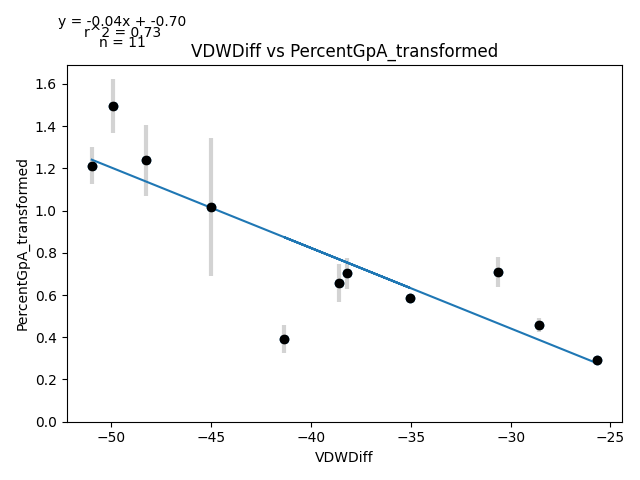 y = -0.04x + -0.70
r^2 = 0.73
n = 11
VDWDiff vs PercentGpA_transformed
PercentGpA_transformed
1.6
1.4
1.2
1.0
0.8
0.6
0.4
0.2
0.0
−50 −45 −40 −35 −30 −25
VDWDiff